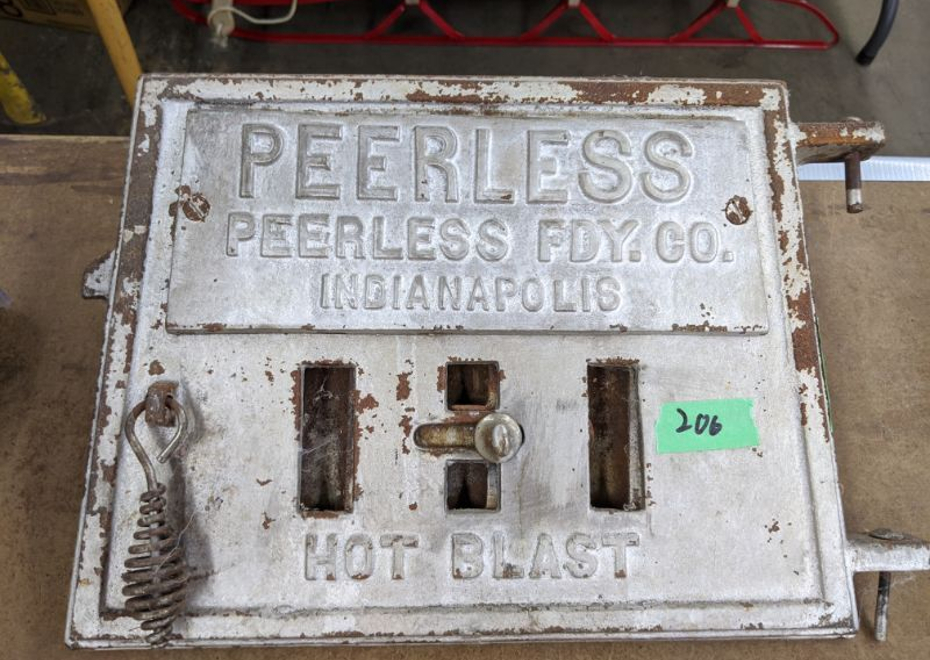 PEERLESS
PEERLESS FDY. CO.
INDIANAPOLIS
206
HOT BLAST